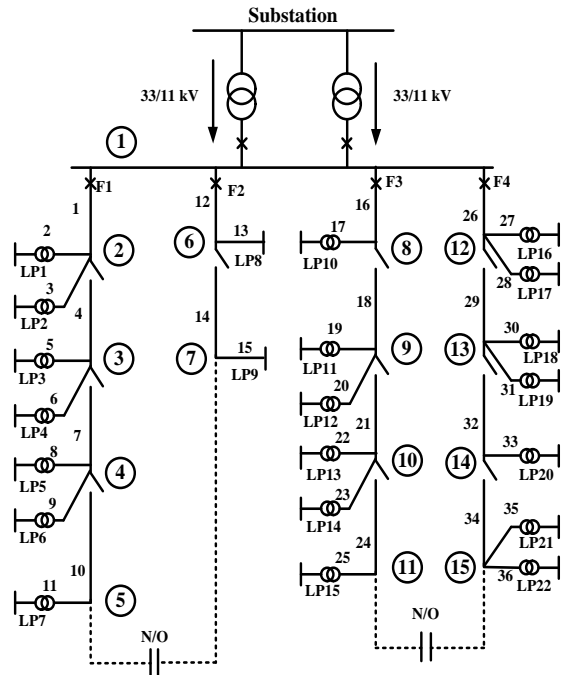 Substation
33/11 kV 33/11 kV
1
F1 F2 F3 F4
1 12 16 26
2 13 17 27
LP1 2 6 LP8 LP10 8 12 LP16
3 28 LP17
LP2
4 14 18 29
5 15 19 30
LP3 3 7 LP9 LP11 9 13 LP18
6 20 31 LP19
LP4 LP12
7 21 32
8 22 33
LP5 4 LP13 10 14 LP20
9 23
LP6 LP14
10 24 34 35
LP21
11 25 36
LP7 5 LP15 11 15 LP22
N/O N/O